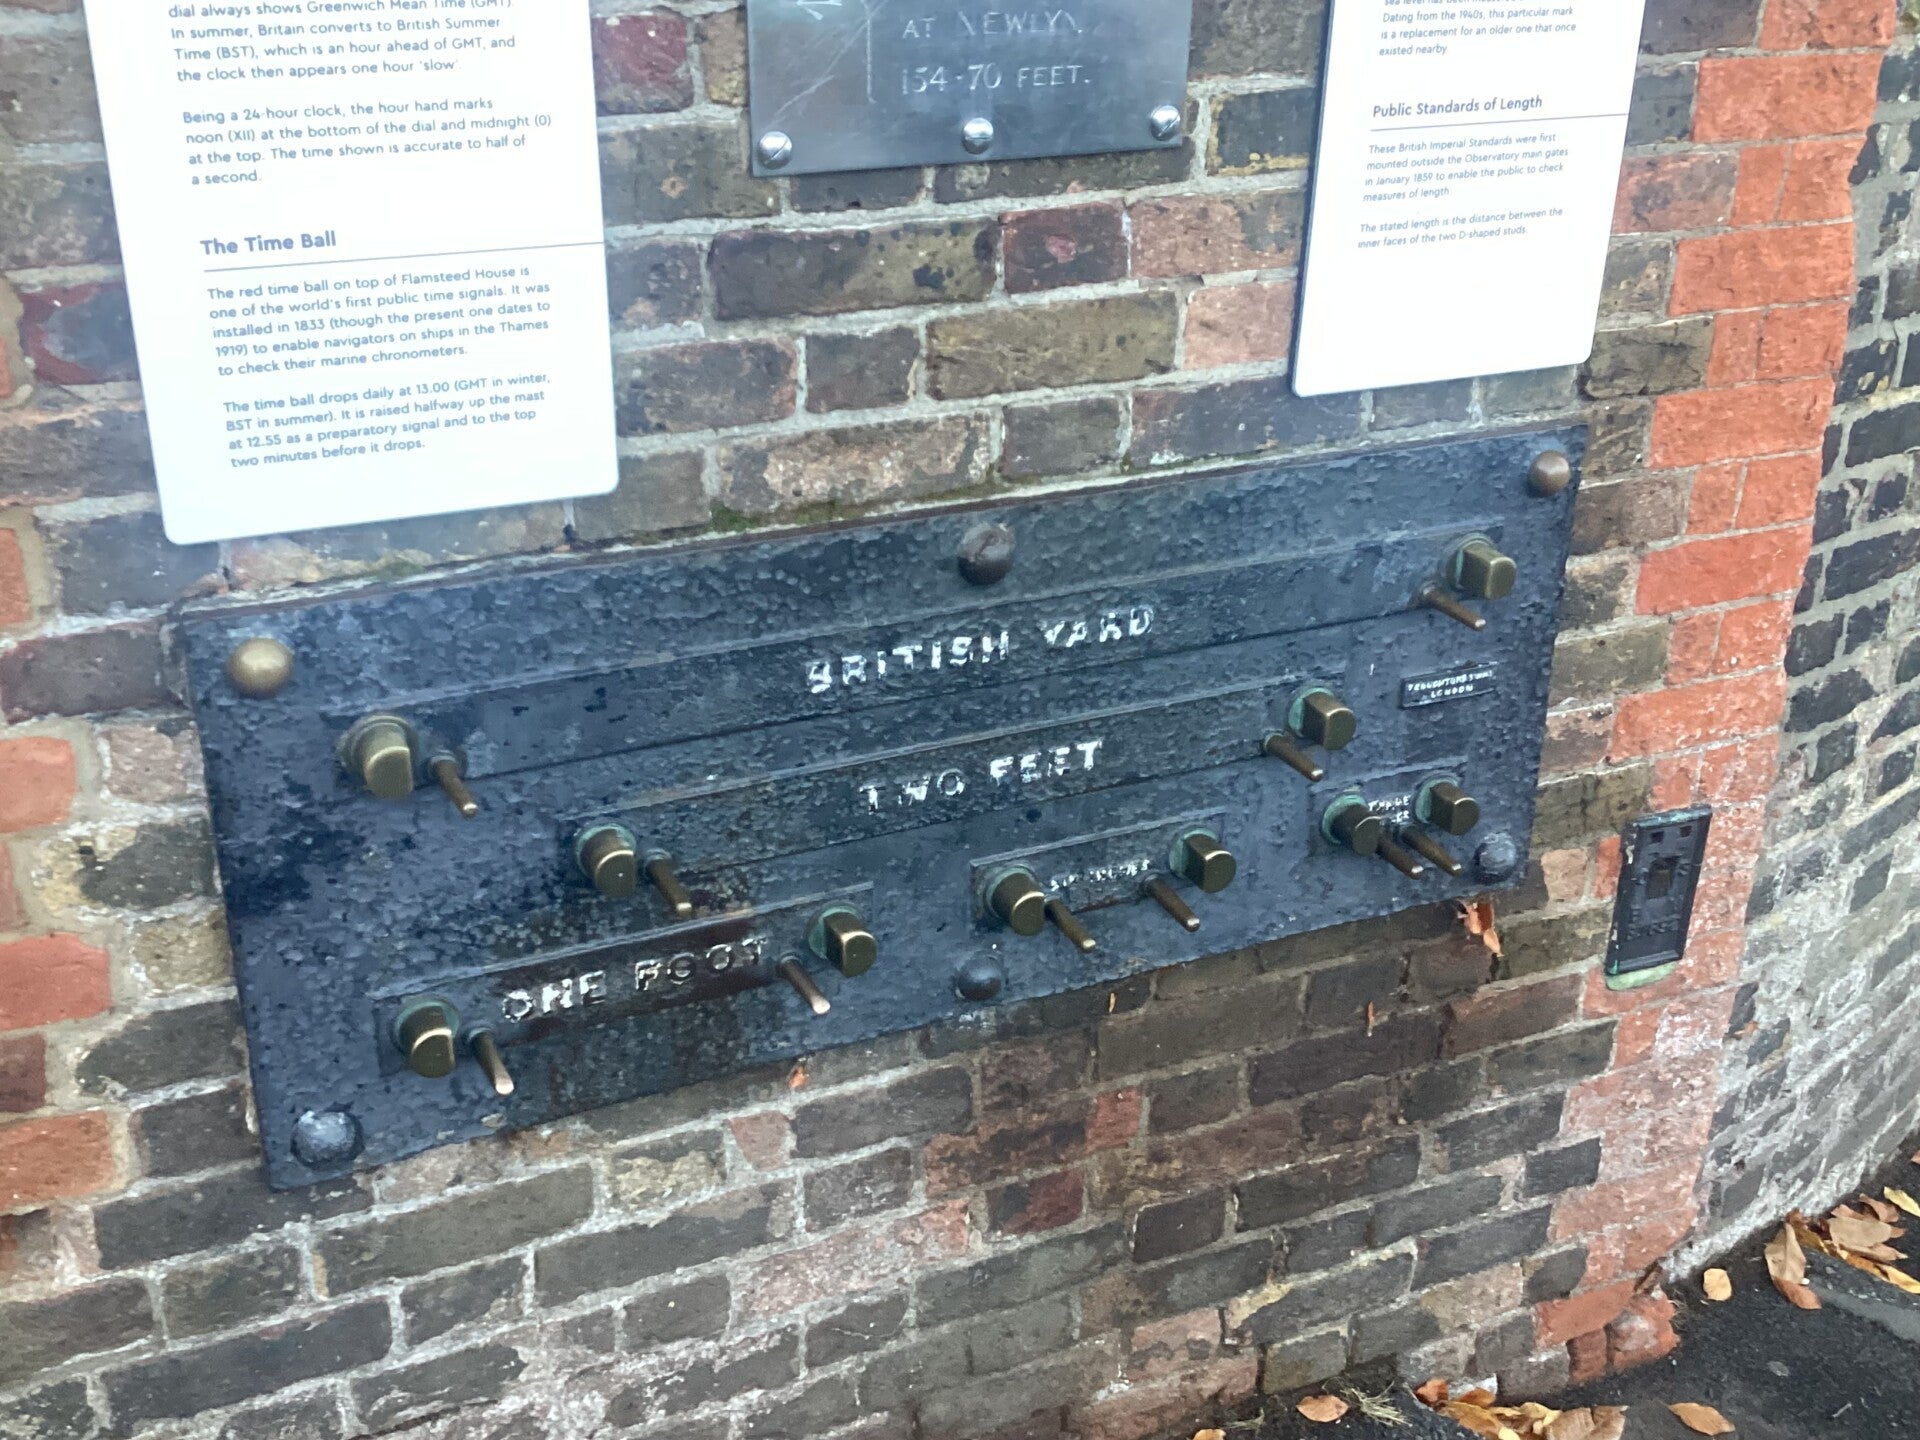 dial always shows Greenwich Mean Time (GMT).
In summer, Britain converts to British Summer
Time (BST), which is an hour ahead of GMT, and
the clock then appears one hour 'slow'.
Being a 24-hour clock, the hour hand marks
noon (XII) at the bottom of the dial and midnight (0)
at the top. The time shown is accurate to half of
a second.
The Time Ball
The red time ball on top of Flamsteed House is
one of the world's first public time signals. It was
installed in 1833 (though the present one dates to
1919) to enable navigators on ships in the Thames
to check their marine chronometers.
The time ball drops daily at 13.00 (GMT in winter,
BST in summer). It is raised halfway up the mast
at 12.55 as a preparatory signal and to the top
two minutes before it drops.
AT NEWLYN.
154·70 FEET.
Dating from the 1940s, this particular mark
is a replacement for an older one that once
existed nearby.
Public Standards of Length
These British Imperial Standards were first
mounted outside the Observatory main gates
in January 1859 to enable the public to check
measures of length
The stated length is the distance between the
inner faces of the two D-shaped studs.
BRITISH YARD
TWO FEET
LONDON
SIX INCHES
ONE FOOT